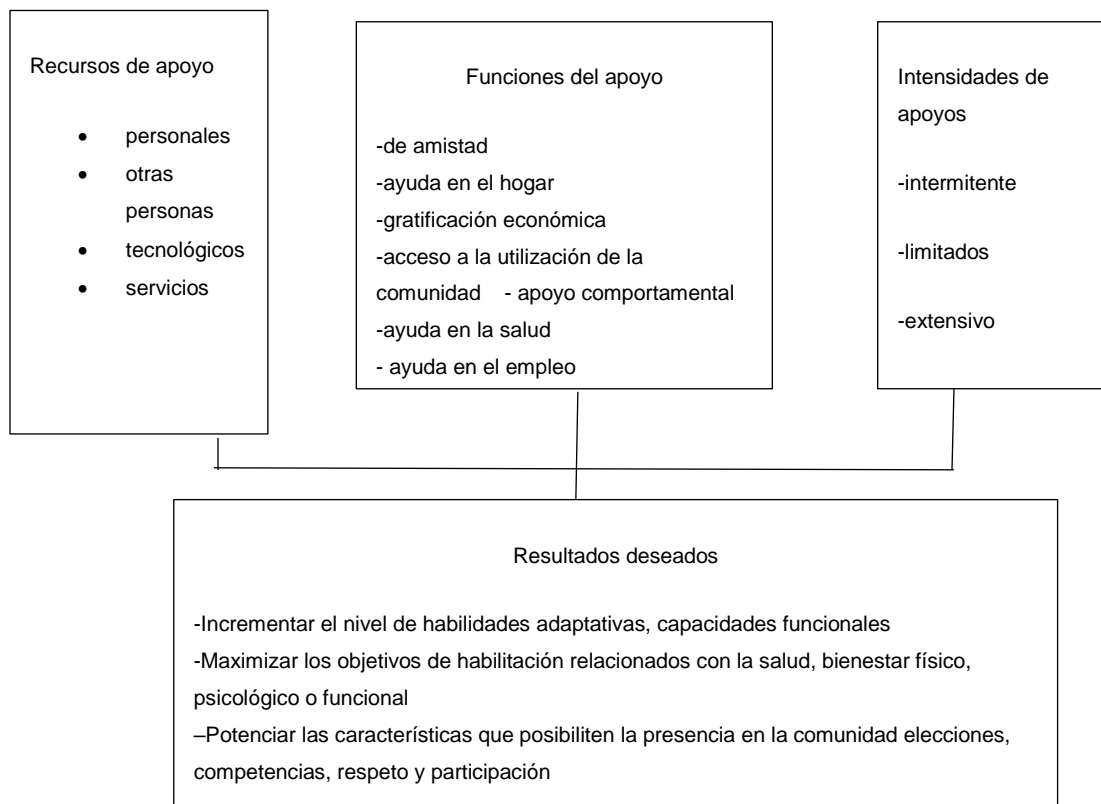 Recursos de apoyo
• personales
• otras
personas
• tecnológicos
• servicios
Funciones del apoyo
-de amistad
-ayuda en el hogar
-gratificación económica
-acceso a la utilización de la
comunidad - apoyo comportamental
-ayuda en la salud
- ayuda en el empleo
Intensidades de
apoyos
-intermitente
-limitados
-extensivo
Resultados deseados
-Incrementar el nivel de habilidades adaptativas, capacidades funcionales
-Maximizar los objetivos de habilitación relacionados con la salud, bienestar físico,
psicológico o funcional
–Potenciar las características que posibiliten la presencia en la comunidad elecciones,
competencias, respeto y participación